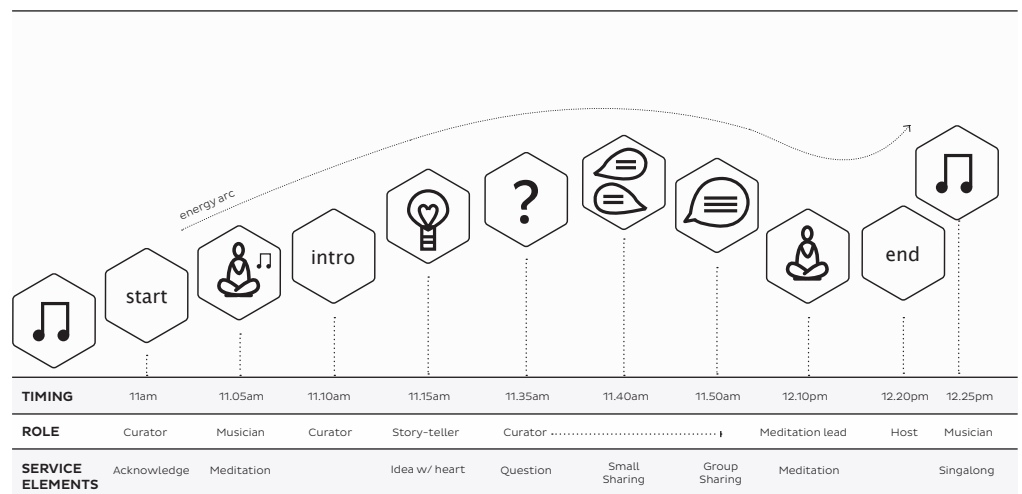 energy arc
start
intro
?
end
TIMING 11am 11.05am 11.10am 11.15am 11.35am 11.40am 11.50am 12.10pm 12.20pm 12.25pm
ROLE Curator Musician Curator Story-teller Curator Meditation lead Host Musician
SERVICE ELEMENTS Acknowledge Meditation Idea w/ heart Question Small Sharing Group Sharing Meditation Singalong